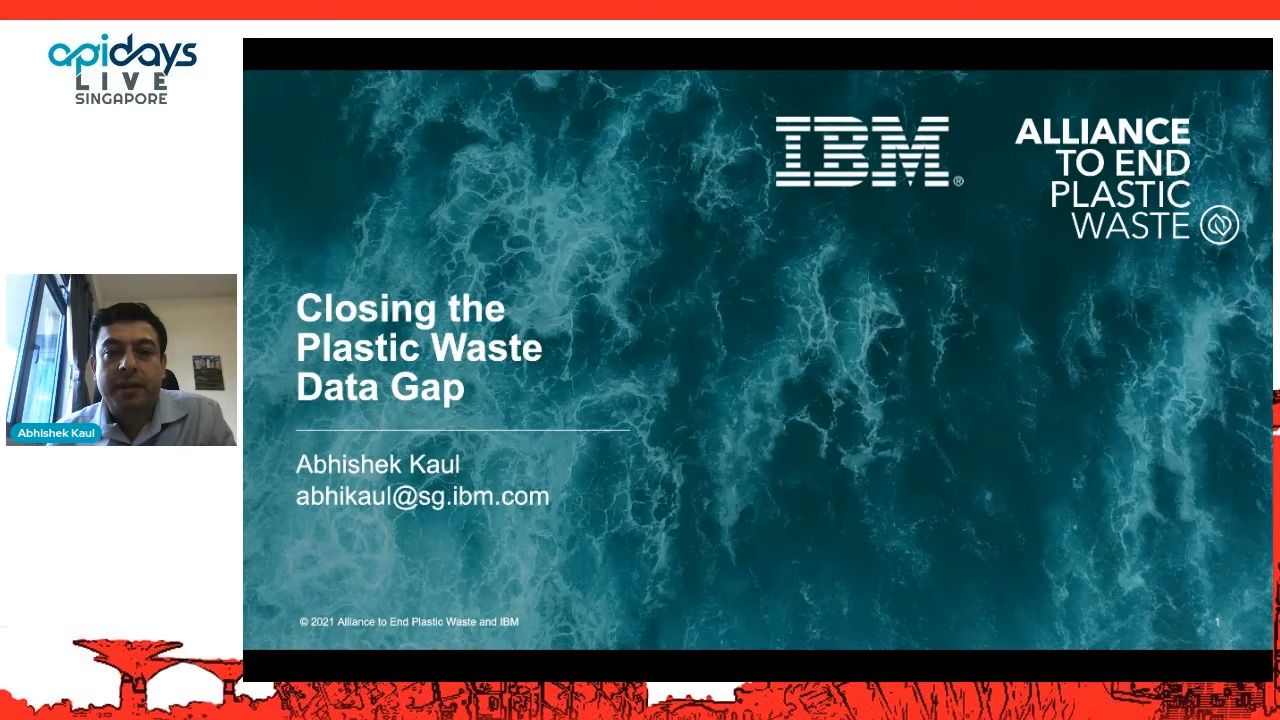 apidays
LIVE
SINGAPORE
IBM®
ALLIANCE
TO END
PLASTIC
WASTE
Closing the
Plastic Waste
Data Gap
Abhishek Kaul
abhikaul@sg.ibm.com
Abhishek Kaul
© 2021 Alliance to End Plastic Waste and IBM
1